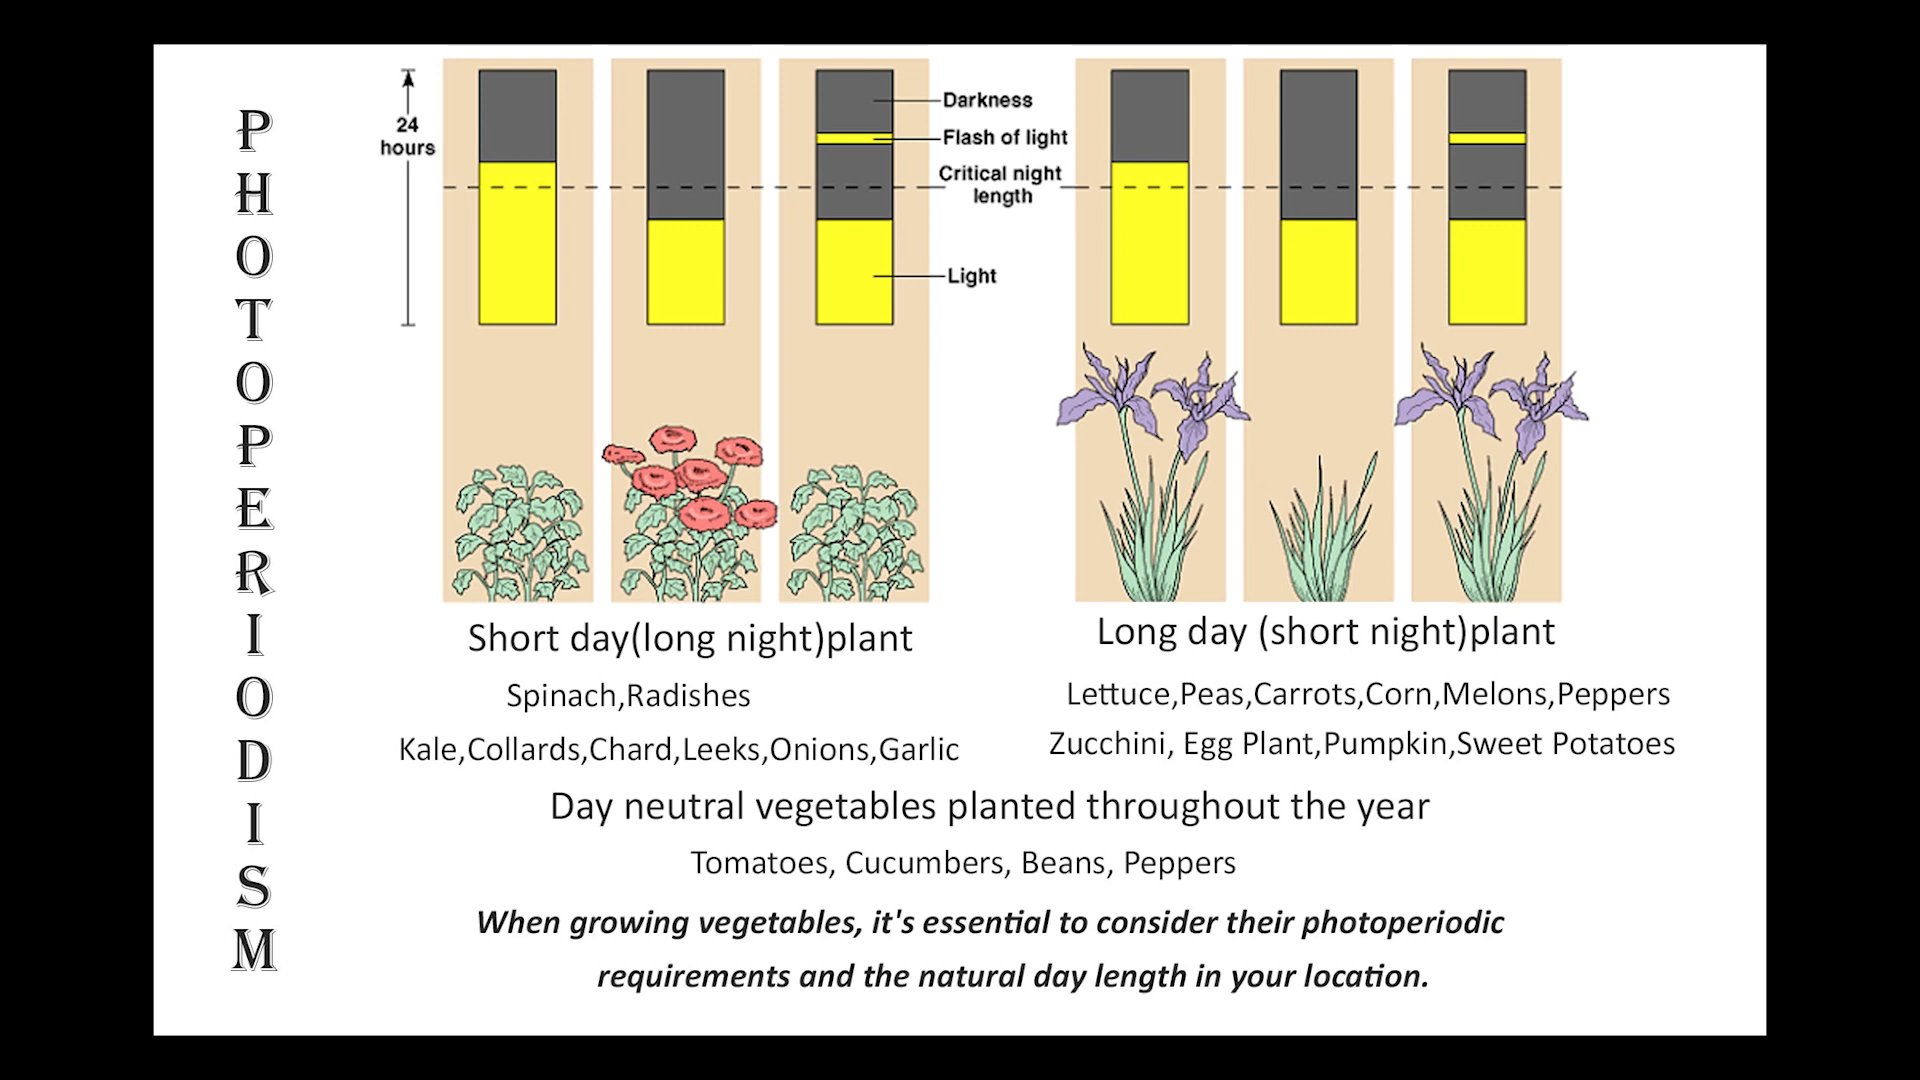 PHOTOPERIODISM
24
hours
Darkness
Flash of light
Critical night
length
Light
Short day(long night)plant
Spinach,Radishes
Kale,Collards,Chard,Leeks,Onions,Garlic
Long day (short night)plant
Lettuce,Peas,Carrots,Corn,Melons,Peppers
Zucchini, Egg Plant,Pumpkin,Sweet Potatoes
Day neutral vegetables planted throughout the year
Tomatoes, Cucumbers, Beans, Peppers
When growing vegetables, it's essential to consider their photoperiodic
requirements and the natural day length in your location.